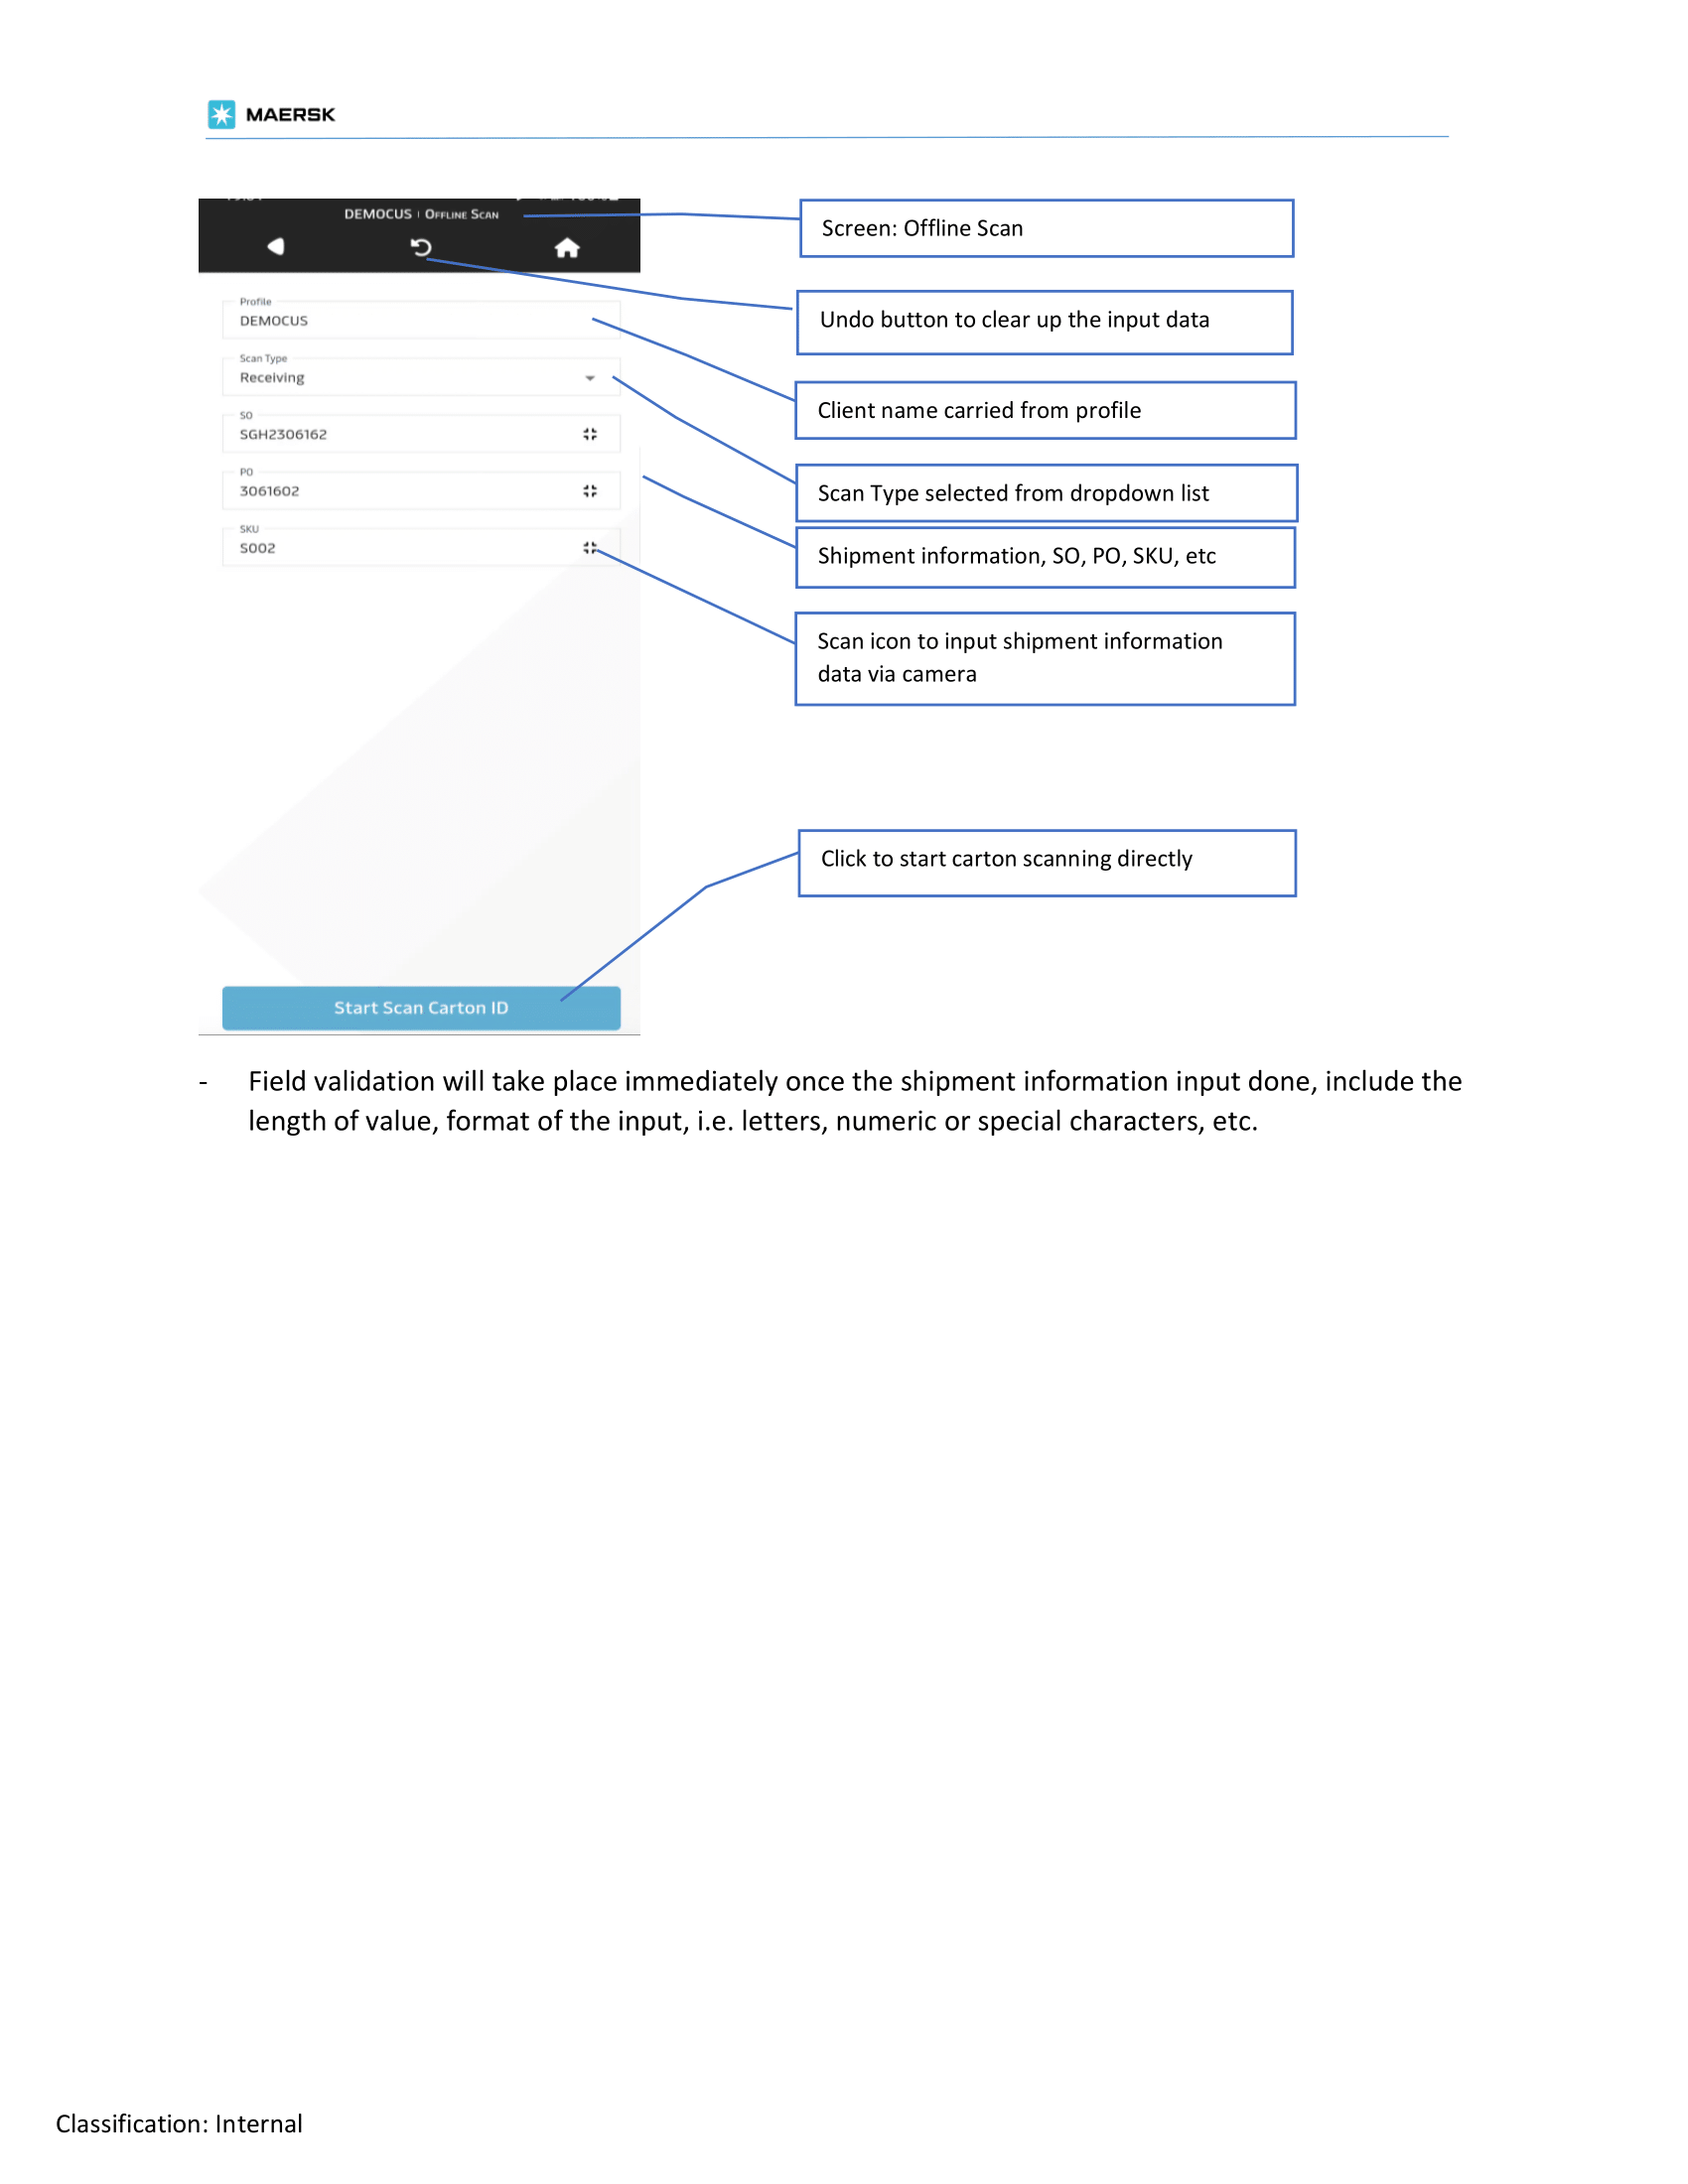 MAERSK
DEMOCUS | OFFLINE SCAN
Screen: Offline Scan
Undo button to clear up the input data
Profile
DEMOCUS
Client name carried from profile
Scan Type
Receiving
Scan Type selected from dropdown list
SO
SGH2306162
PO
3061602
Shipment information, SO, PO, SKU, etc
SKU
S002
Scan icon to input shipment information
data via camera
Click to start carton scanning directly
Start Scan Carton ID
- Field validation will take place immediately once the shipment information input done, include the
length of value, format of the input, i.e. letters, numeric or special characters, etc.
Classification: Internal